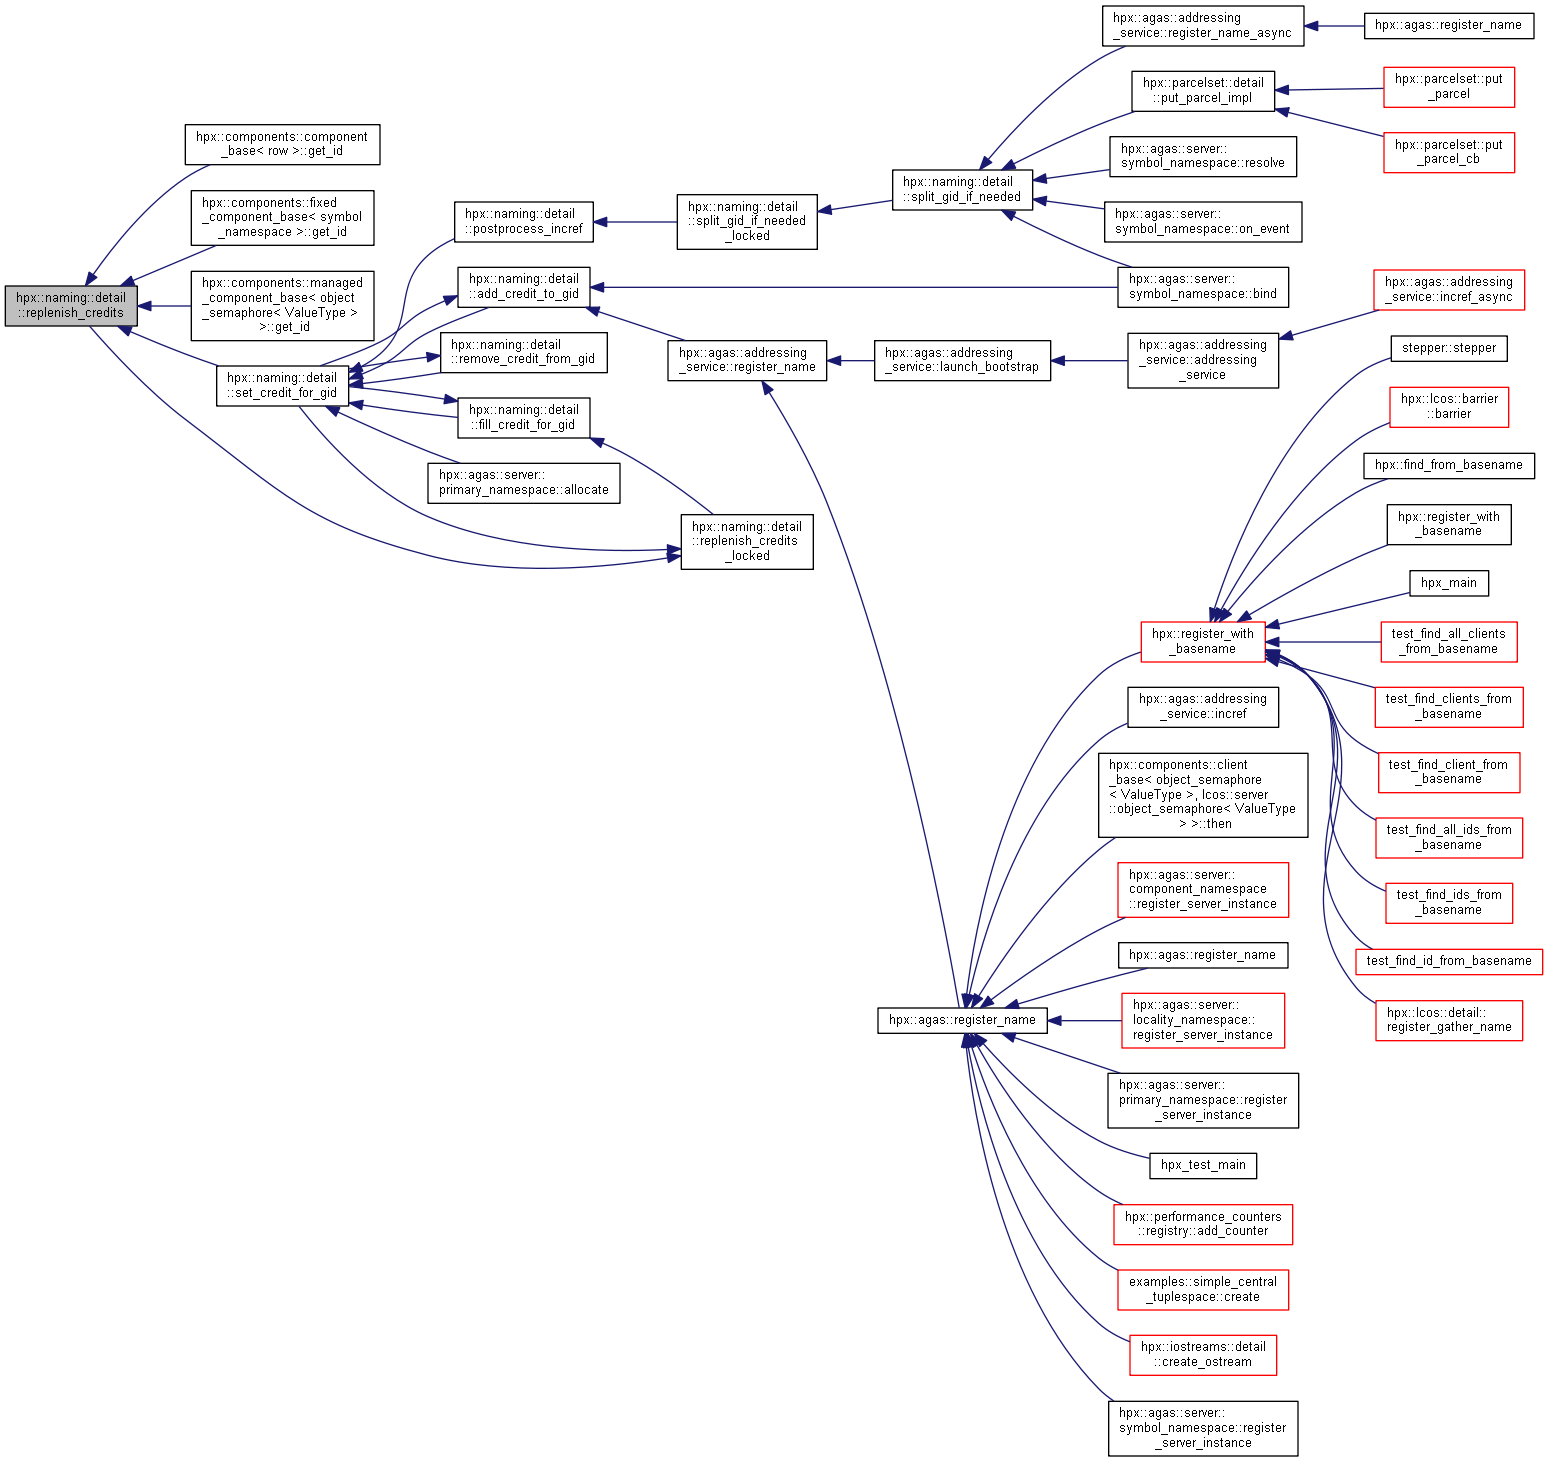 hpx::agas::addressing
_service::register_name_async
hpx::agas::register_name
hpx::parcelset::detail
::put_parcel_impl
hpx::parcelset::put
_parcel
hpx::parcelset::put
_parcel_cb
hpx::components::component
_base< row >::get_id
hpx::agas::server::
symbol_namespace::resolve
hpx::naming::detail
::split_gid_if_needed
hpx::components::fixed
_component_base< symbol
_namespace >::get_id
hpx::naming::detail
::split_gid_if_needed
_locked
hpx::naming::detail
::postprocess_incref
hpx::agas::server::
symbol_namespace::on_event
hpx::components::managed
_component_base< object
_semaphore< ValueType >
>::get_id
hpx::naming::detail
::add_credit_to_gid
hpx::agas::server::
symbol_namespace::bind
hpx::agas::addressing
_service::incref_async
hpx::naming::detail
::replenish_credits
hpx::naming::detail
::remove_credit_from_gid
hpx::agas::addressing
_service::register_name
hpx::agas::addressing
_service::launch_bootstrap
hpx::agas::addressing
_service::addressing
_service
stepper::stepper
hpx::naming::detail
::set_credit_for_gid
hpx::lcos::barrier
::barrier
hpx::naming::detail
::fill_credit_for_gid
hpx::find_from_basename
hpx::agas::server::
primary_namespace::allocate
hpx::naming::detail
::replenish_credits
_locked
hpx::register_with
_basename
hpx_main
hpx::register_with
_basename
test_find_all_clients
_from_basename
hpx::agas::addressing
_service::incref
test_find_clients_from
_basename
hpx::components::client
_base< object_semaphore
< ValueType >, lcos::server
::object_semaphore< ValueType
> >::then
test_find_client_from
_basename
test_find_all_ids_from
_basename
hpx::agas::server::
component_namespace
::register_server_instance
test_find_ids_from
_basename
hpx::agas::register_name
test_find_id_from_basename
hpx::agas::register_name
hpx::agas::server::
locality_namespace::
register_server_instance
hpx::lcos::detail::
register_gather_name
hpx::agas::server::
primary_namespace::register
_server_instance
hpx_test_main
hpx::performance_counters
::registry::add_counter
examples::simple_central
_tuplespace::create
hpx::iostreams::detail
::create_ostream
hpx::agas::server::
symbol_namespace::register
_server_instance